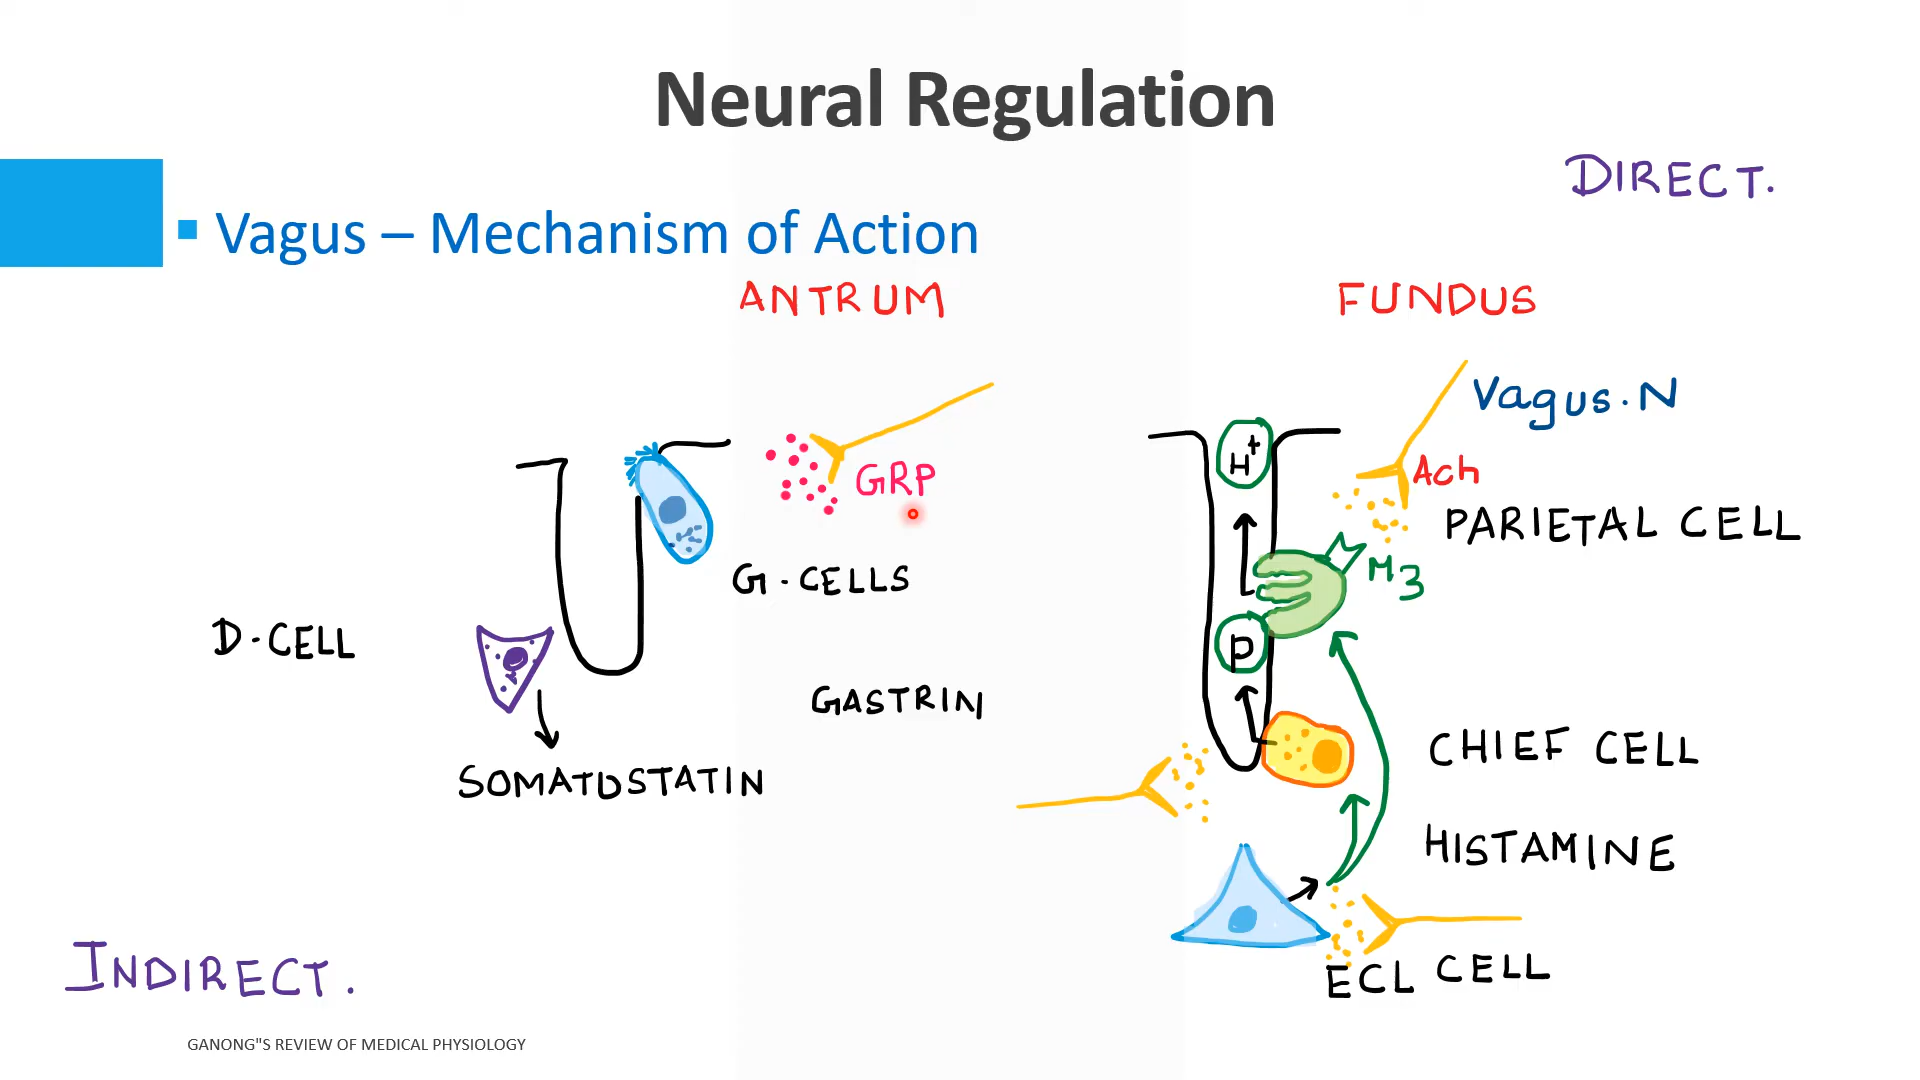 Neural Regulation
DIRECT.
Vagus – Mechanism of Action
ANTRUM
FUNDUS
Vagus.N
H+
Ach
GRP
PARIETAL CELL
M3
G-CELLS
D-CELL
P
GASTRIN
CHIEF CELL
SOMATOSTATIN
HISTAMINE
ECL CELL
INDIRECT.
GANONG"S REVIEW OF MEDICAL PHYSIOLOGY